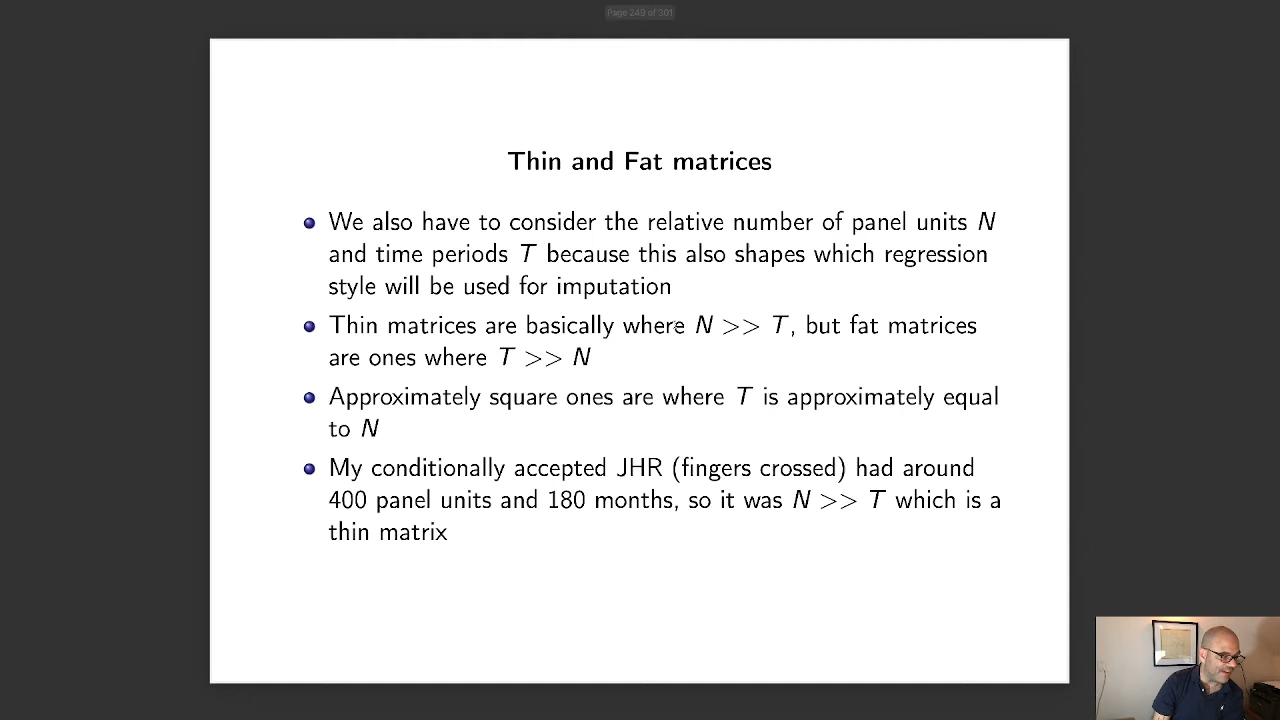 Page 249 of 301
Thin and Fat matrices
We also have to consider the relative number of panel units N
and time periods T because this also shapes which regression
style will be used for imputation
Thin matrices are basically where N >> T, but fat matrices
are ones where T >> N
Approximately square ones are where T is approximately equal
to N
My conditionally accepted JHR (fingers crossed) had around
400 panel units and 180 months, so it was N >> T which is a
thin matrix